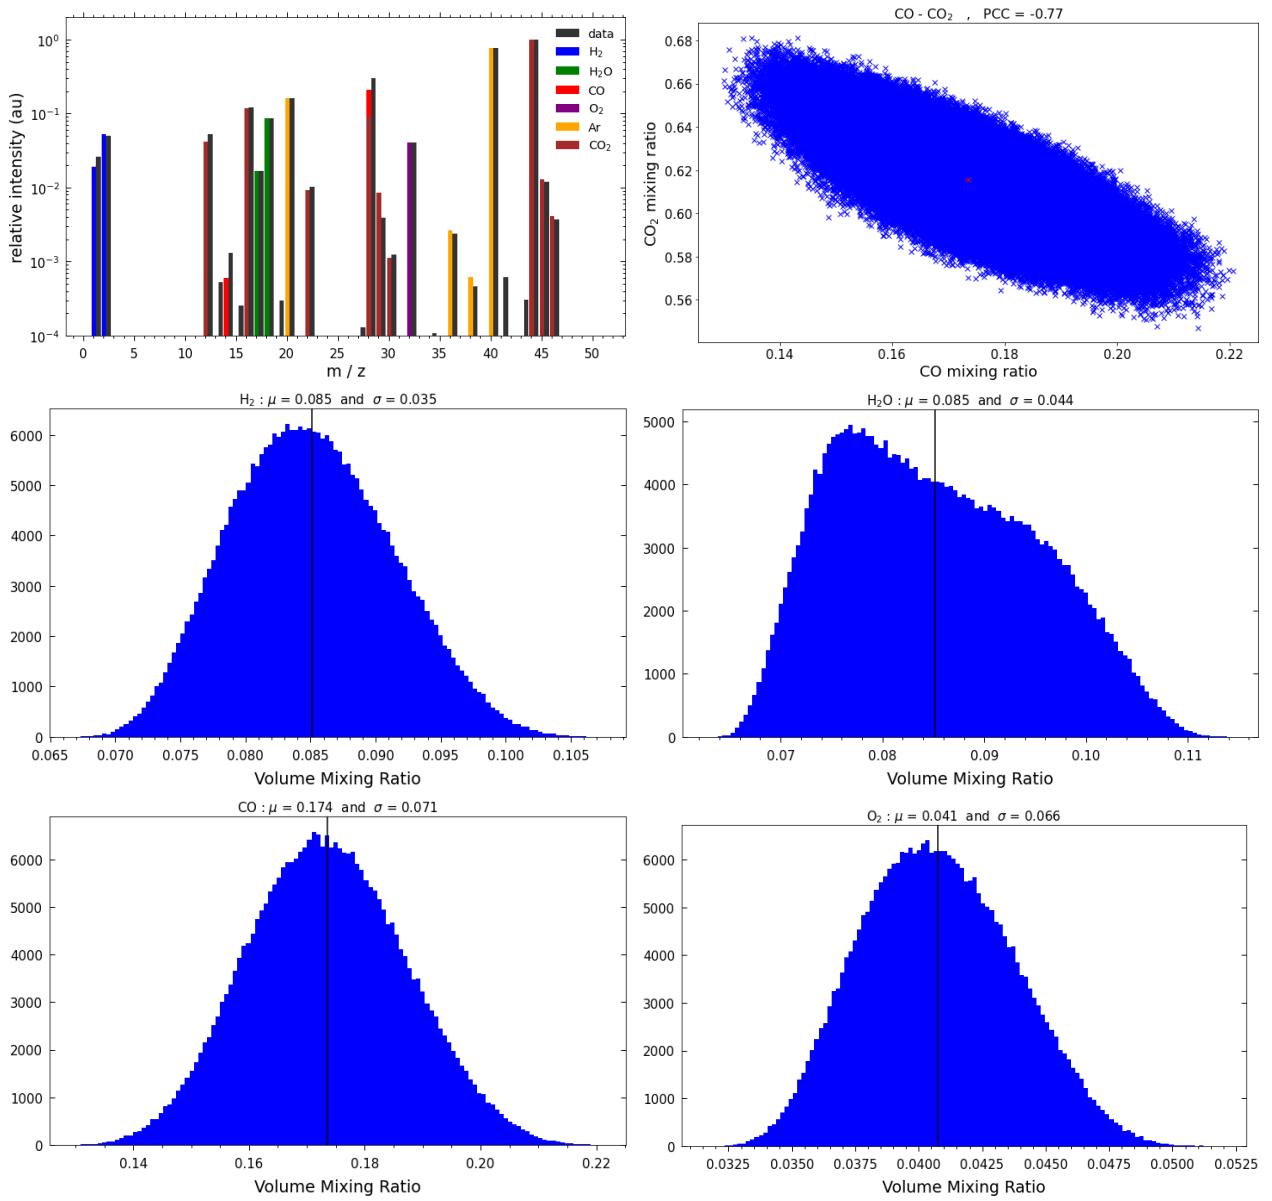 relative intensity (au)
10⁰
10⁻¹
10⁻²
10⁻³
10⁻⁴
data
H₂
H₂O
CO
O₂
Ar
CO₂
0 5 10 15 20 25 30 35 40 45 50
m / z
CO - CO₂ , PCC = -0.77
CO₂ mixing ratio
0.68
0.66
0.64
0.62
0.60
0.58
0.56
0.14 0.16 0.18 0.20 0.22
CO mixing ratio
H₂ : μ = 0.085 and σ = 0.035
6000
5000
4000
3000
2000
1000
0
0.065 0.070 0.075 0.080 0.085 0.090 0.095 0.100 0.105
Volume Mixing Ratio
H₂O : μ = 0.085 and σ = 0.044
5000
4000
3000
2000
1000
0
0.07 0.08 0.09 0.10 0.11
Volume Mixing Ratio
CO : μ = 0.174 and σ = 0.071
6000
5000
4000
3000
2000
1000
0
0.14 0.16 0.18 0.20 0.22
Volume Mixing Ratio
O₂ : μ = 0.041 and σ = 0.066
6000
5000
4000
3000
2000
1000
0
0.0325 0.0350 0.0375 0.0400 0.0425 0.0450 0.0475 0.0500 0.0525
Volume Mixing Ratio